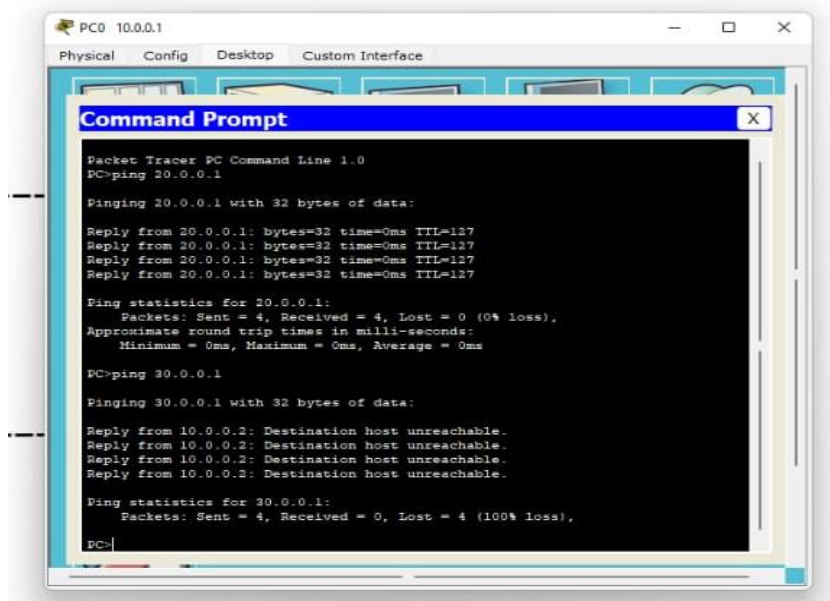 PC0 10.0.0.1
Physical Config Desktop Custom Interface
Command Prompt X
Packet Tracer PC Command Line 1.0
PC>ping 20.0.0.1
Pinging 20.0.0.1 with 32 bytes of data:
Reply from 20.0.0.1: bytes=32 time=0ms TTL=127
Reply from 20.0.0.1: bytes=32 time=0ms TTL=127
Reply from 20.0.0.1: bytes=32 time=0ms TTL=127
Reply from 20.0.0.1: bytes=32 time=0ms TTL=127
Ping statistics for 20.0.0.1:
Packets: Sent = 4, Received = 4, Lost = 0 (0% loss),
Approximate round trip times in milli-seconds:
Minimum = 0ms, Maximum = 0ms, Average = 0ms
PC>ping 30.0.0.1
Pinging 30.0.0.1 with 32 bytes of data:
Reply from 10.0.0.2: Destination host unreachable.
Reply from 10.0.0.2: Destination host unreachable.
Reply from 10.0.0.2: Destination host unreachable.
Reply from 10.0.0.2: Destination host unreachable.
Ping statistics for 30.0.0.1:
Packets: Sent = 4, Received = 0, Lost = 4 (100% loss),
PC>